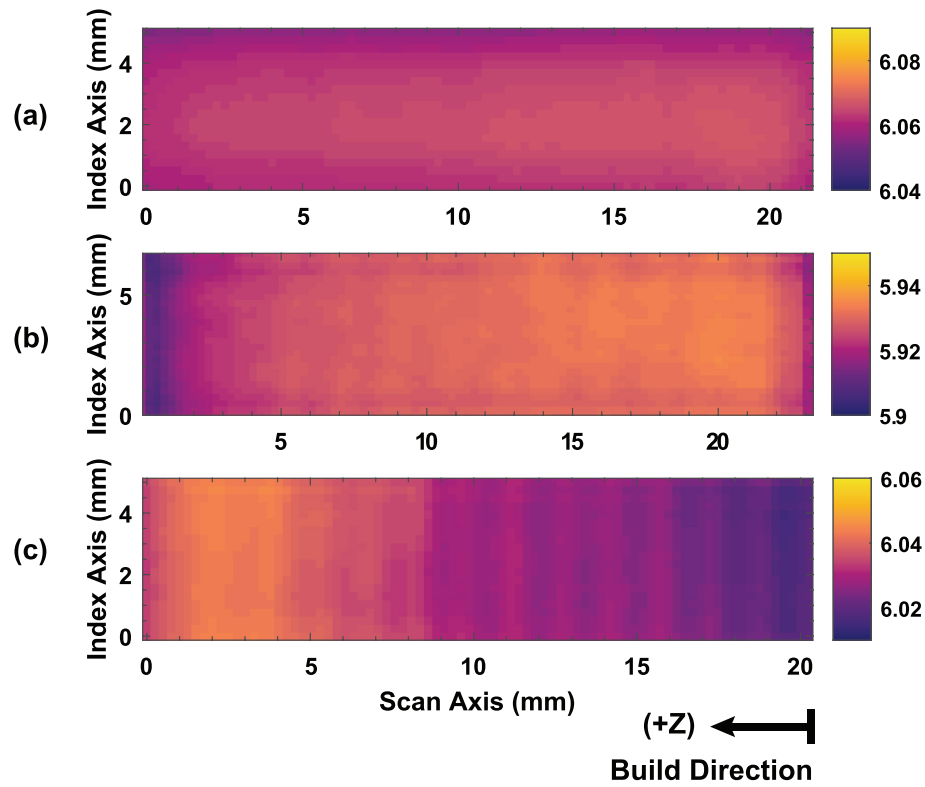 (a)
Index Axis (mm)
4
2
0
0 5 10 15 20
6.08
6.06
6.04
(b)
Index Axis (mm)
5
0
5 10 15 20
5.94
5.92
5.9
(c)
Index Axis (mm)
4
2
0
0 5 10 15 20
6.06
6.04
6.02
Scan Axis (mm)
(+Z)
Build Direction